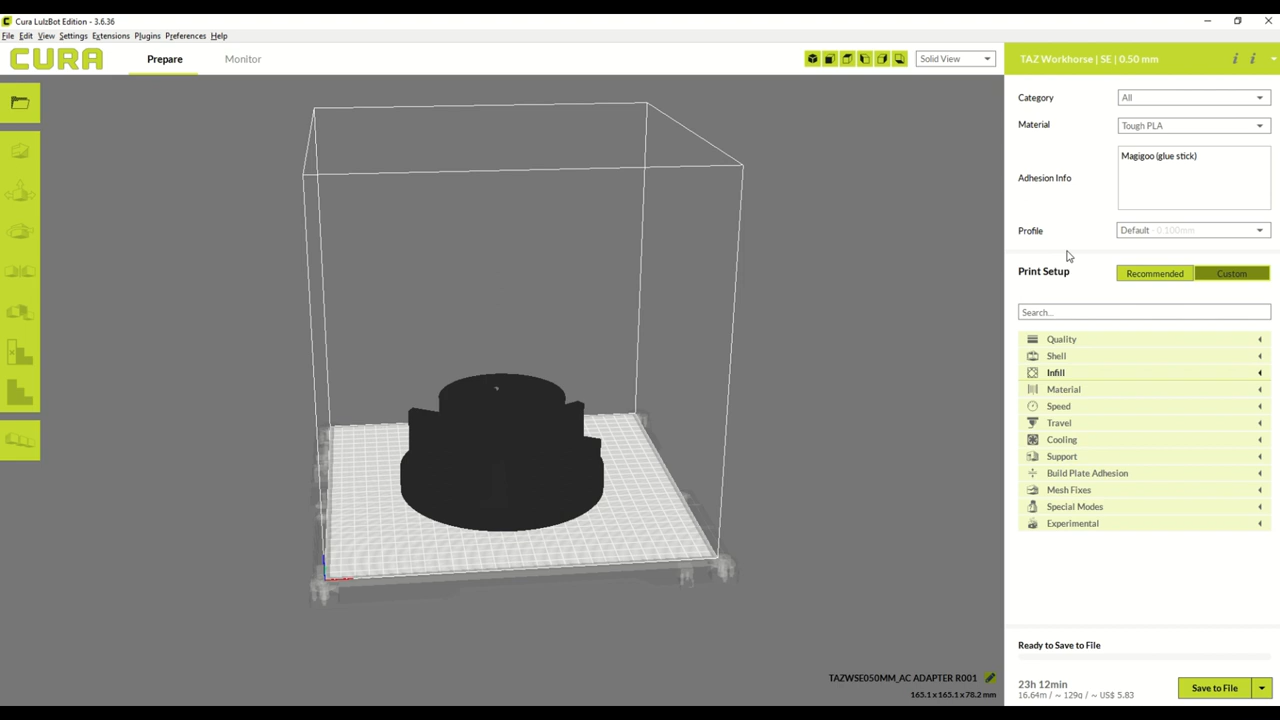 Cura LulzBot Edition - 3.6.36
File Edit View Settings Extensions Plugins Preferences Help
CURA Prepare Monitor Solid View TAZ Workhorse | SE | 0.50 mm
Category All
Material Tough PLA
Adhesion Info Magigoo (glue stick)
Profile Default - 0.100mm
Print Setup Recommended Custom
Search...
Quality
Shell
Infill
Material
Speed
Travel
Cooling
Support
Build Plate Adhesion
Mesh Fixes
Special Modes
Experimental
Ready to Save to File
TAZWSE050MM_AC ADAPTER R001
165.1 x 165.1 x 78.2 mm
23h 12min
16.64m / ~ 129g / ~ US$ 5.83
Save to File